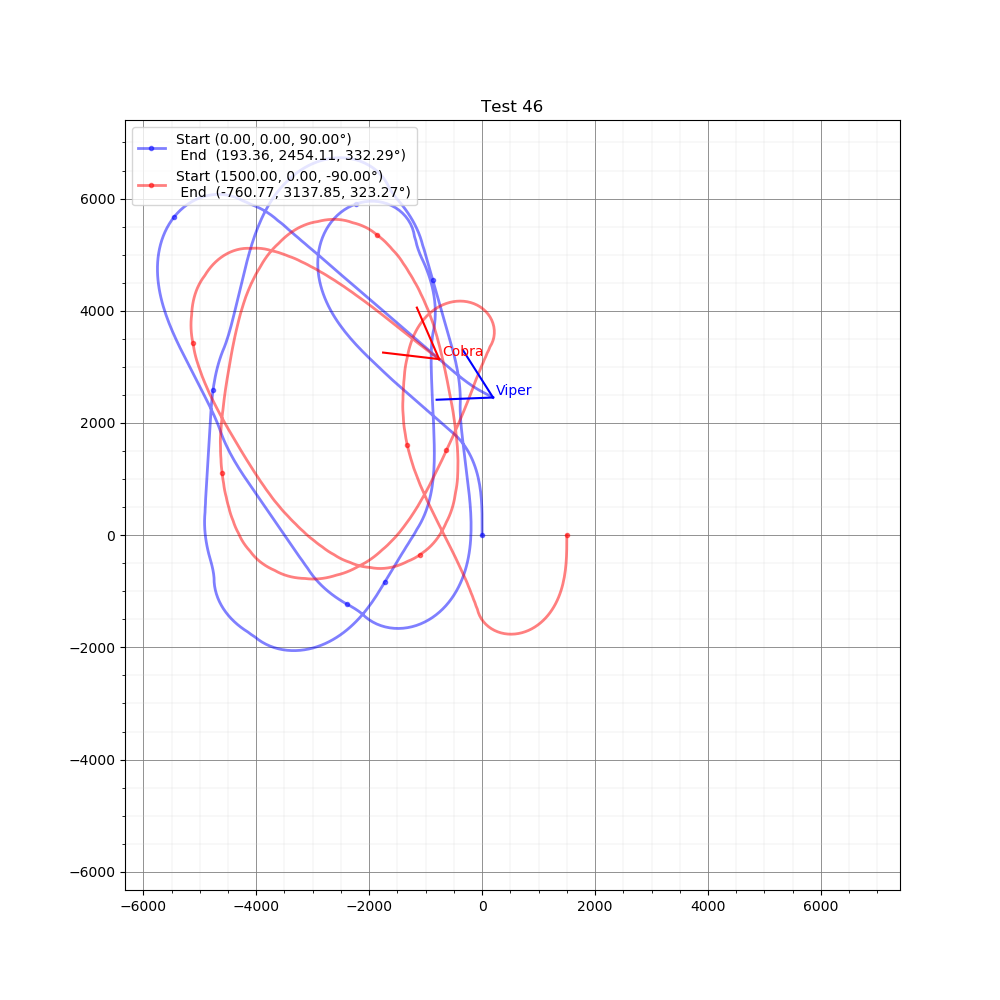 Test 46
Start (0.00, 0.00, 90.00°)
End  (193.36, 2454.11, 332.29°)
Start (1500.00, 0.00, -90.00°)
End  (-760.77, 3137.85, 323.27°)
6000
4000
2000
0
−2000
−4000
−6000
Cobra
Viper
−6000
−4000
−2000
0
2000
4000
6000